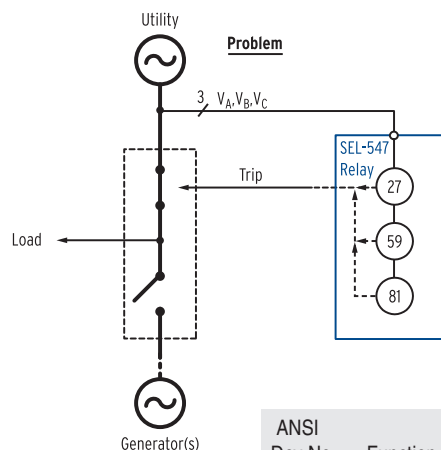 Utility
Problem
3 V_A,V_B,V_C
SEL-547
Relay
Trip
27
Load
59
81
Generator(s)
ANSI